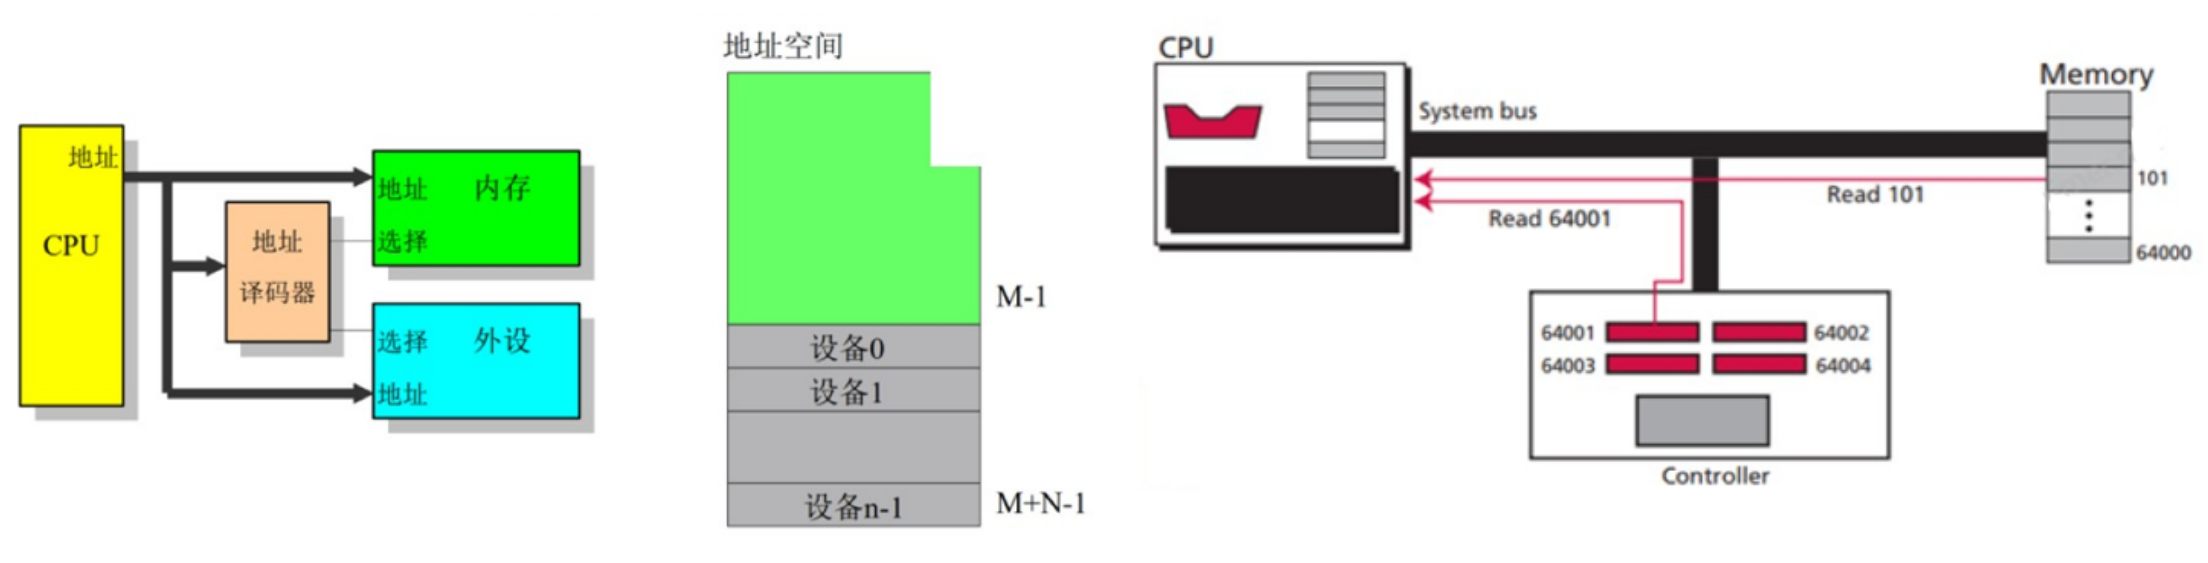 地址
CPU
地址
译码器
地址 内存
选择
选择 外设
地址
地址空间
M-1
设备0
设备1
设备n-1
M+N-1
CPU
System bus
Memory
Read 101
101
Read 64001
64000
64001
64002
64003
64004
Controller